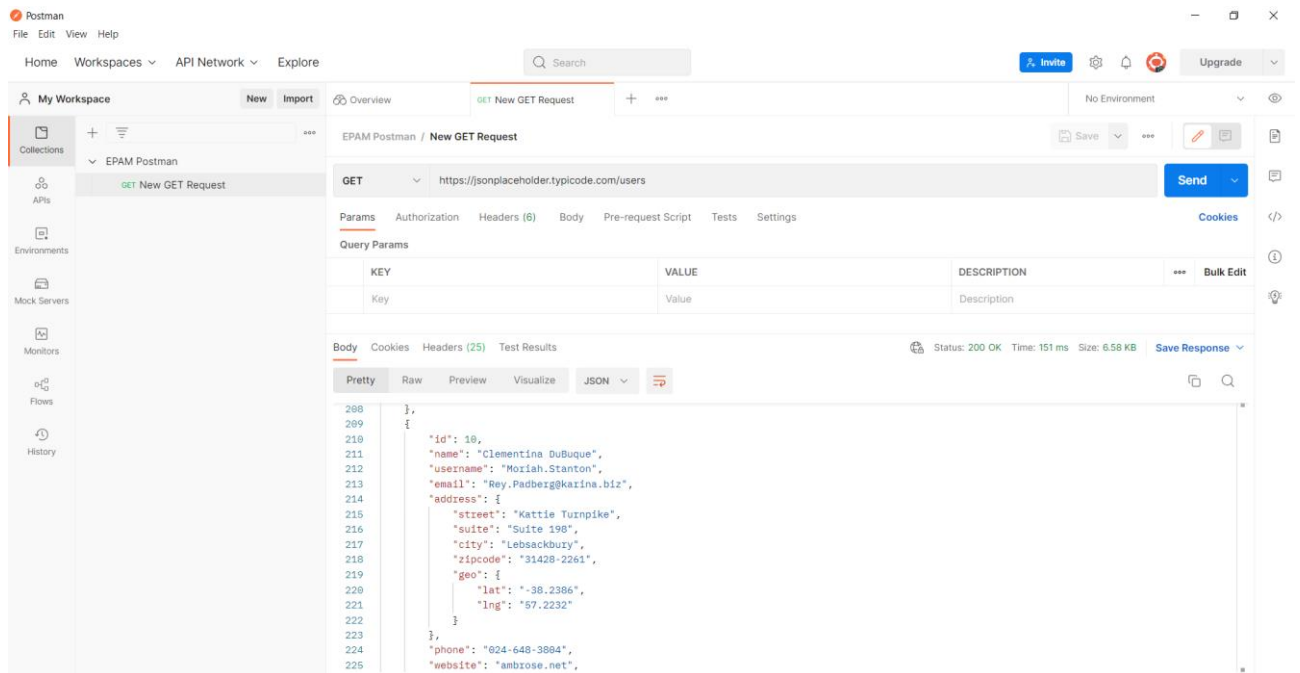 Postman
File Edit View Help
Home Workspaces API Network Explore
Search
Invite
Upgrade
My Workspace
New Import
Overview
GET New GET Request
No Environment
Collections
APIs
Environments
Mock Servers
Monitors
Flows
History
EPAM Postman
GET New GET Request
EPAM Postman / New GET Request
Save
GET
https://jsonplaceholder.typicode.com/users
Send
Params Authorization Headers (6) Body Pre-request Script Tests Settings
Cookies
Query Params
KEY VALUE DESCRIPTION
Bulk Edit
Key Value Description
Body Cookies Headers (25) Test Results
Status: 200 OK Time: 151 ms Size: 6.58 KB Save Response
Pretty Raw Preview Visualize JSON
208 },
209 {
210 "id": 10,
211 "name": "Clementina DuBuque",
212 "username": "Moriah.Stanton",
213 "email": "Rey.Padberg@karina.biz",
214 "address": {
215 "street": "Kattie Turnpike",
216 "suite": "Suite 198",
217 "city": "Lebsackbury",
218 "zipcode": "31428-2261",
219 "geo": {
220 "lat": "-38.2386",
221 "lng": "57.2232"
222 }
223 },
224 "phone": "024-648-3804",
225 "website": "ambrose.net",